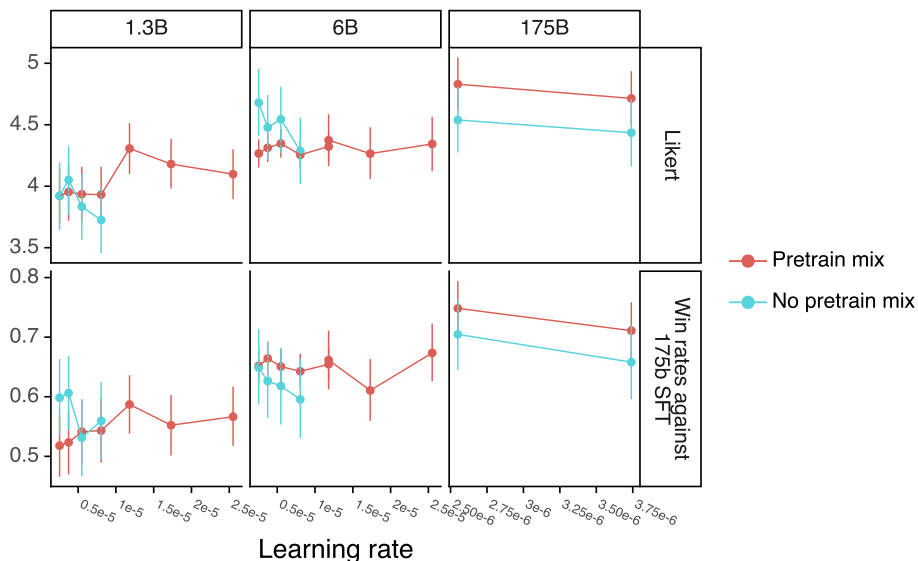 1.3B
6B
175B
5
4.5
4
3.5
Likert
0.8
0.7
0.6
0.5
Win rates against
175b SFT
Pretrain mix
No pretrain mix
0.5e-5
1e-5
1.5e-5
2e-5
2.5e-5
0.5e-5
1e-5
1.5e-5
2e-5
2.5e-5
2.50e-6
2.75e-6
3e-6
3.25e-6
3.50e-6
3.75e-6
Learning rate